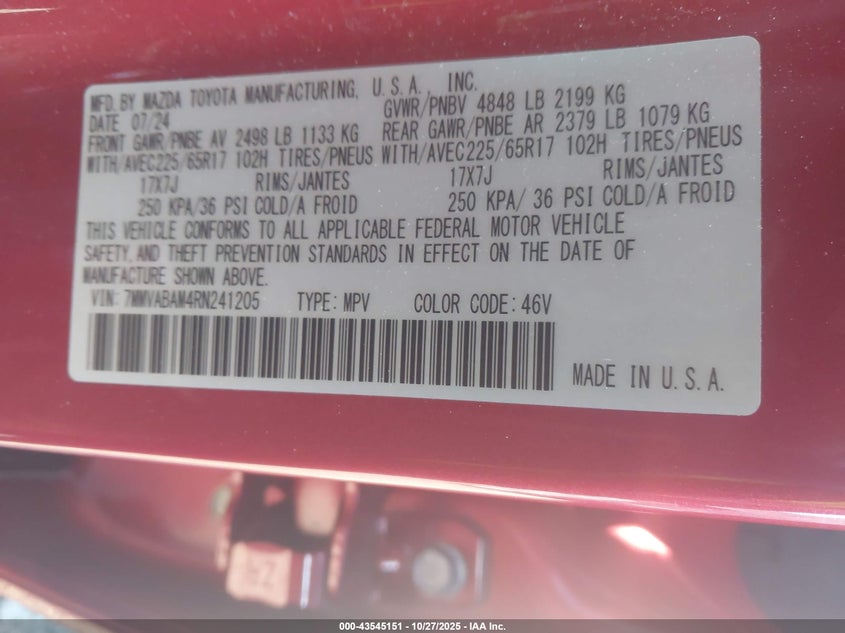 MFD. BY MAZDA TOYOTA MANUFACTURING, U.S.A., INC.
DATE 07/24 GVWR/PNBV 4848 LB 2199 KG
FRONT GAWR/PNBE AV 2498 LB 1133 KG REAR GAWR/PNBE AR 2379 LB 1079 KG
WITH/AVEC225/65R17 102H TIRES/PNEUS WITH/AVEC225/65R17 102H TIRES/PNEUS
17X7J RIMS/JANTES 17X7J RIMS/JANTES
250 KPA/36 PSI COLD/A FROID 250 KPA/ 36 PSI COLD/A FROID
THIS VEHICLE CONFORMS TO ALL APPLICABLE FEDERAL MOTOR VEHICLE
SAFETY, AND THEFT PREVENTION STANDARDS IN EFFECT ON THE DATE OF
MANUFACTURE SHOWN ABOVE.
VIN: 7MMVABAM4RN241205 TYPE: MPV COLOR CODE: 46V
MADE IN U.S.A.
000-43545151 | 10/27/2025 - IAA Inc.